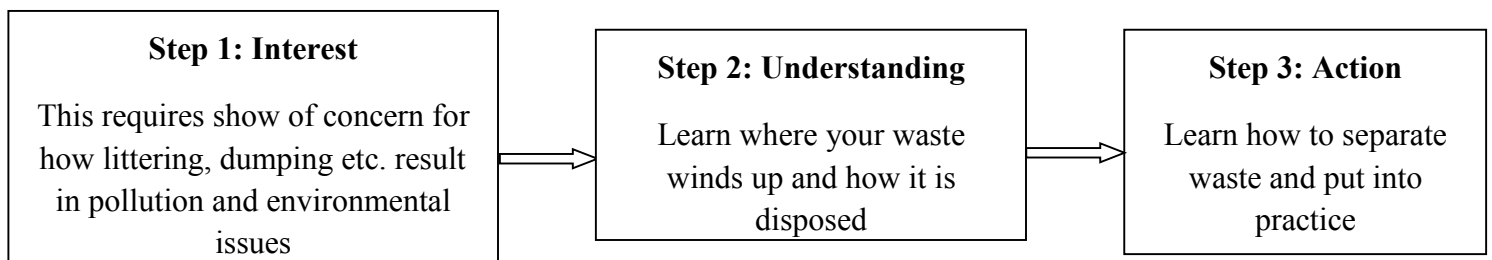 Step 1: Interest
This requires show of concern for
how littering, dumping etc. result
in pollution and environmental
issues
Step 2: Understanding
Learn where your waste
winds up and how it is
disposed
Step 3: Action
Learn how to separate
waste and put into
practice